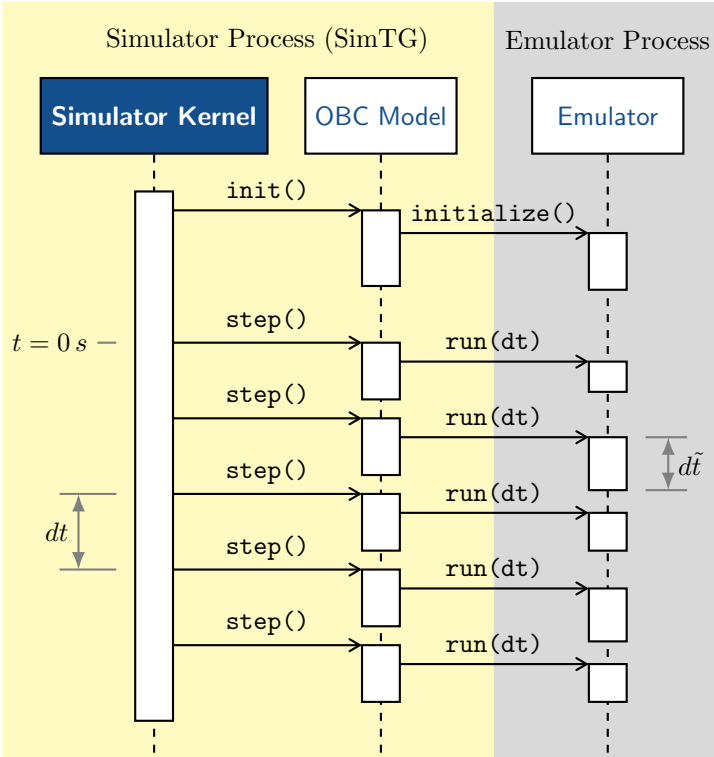 Simulator Process (SimTG)
Emulator Process
Simulator Kernel
OBC Model
Emulator
init()
initialize()
t = 0 s
step()
run(dt)
step()
run(dt)
dt̃
step()
run(dt)
dt
step()
run(dt)
step()
run(dt)